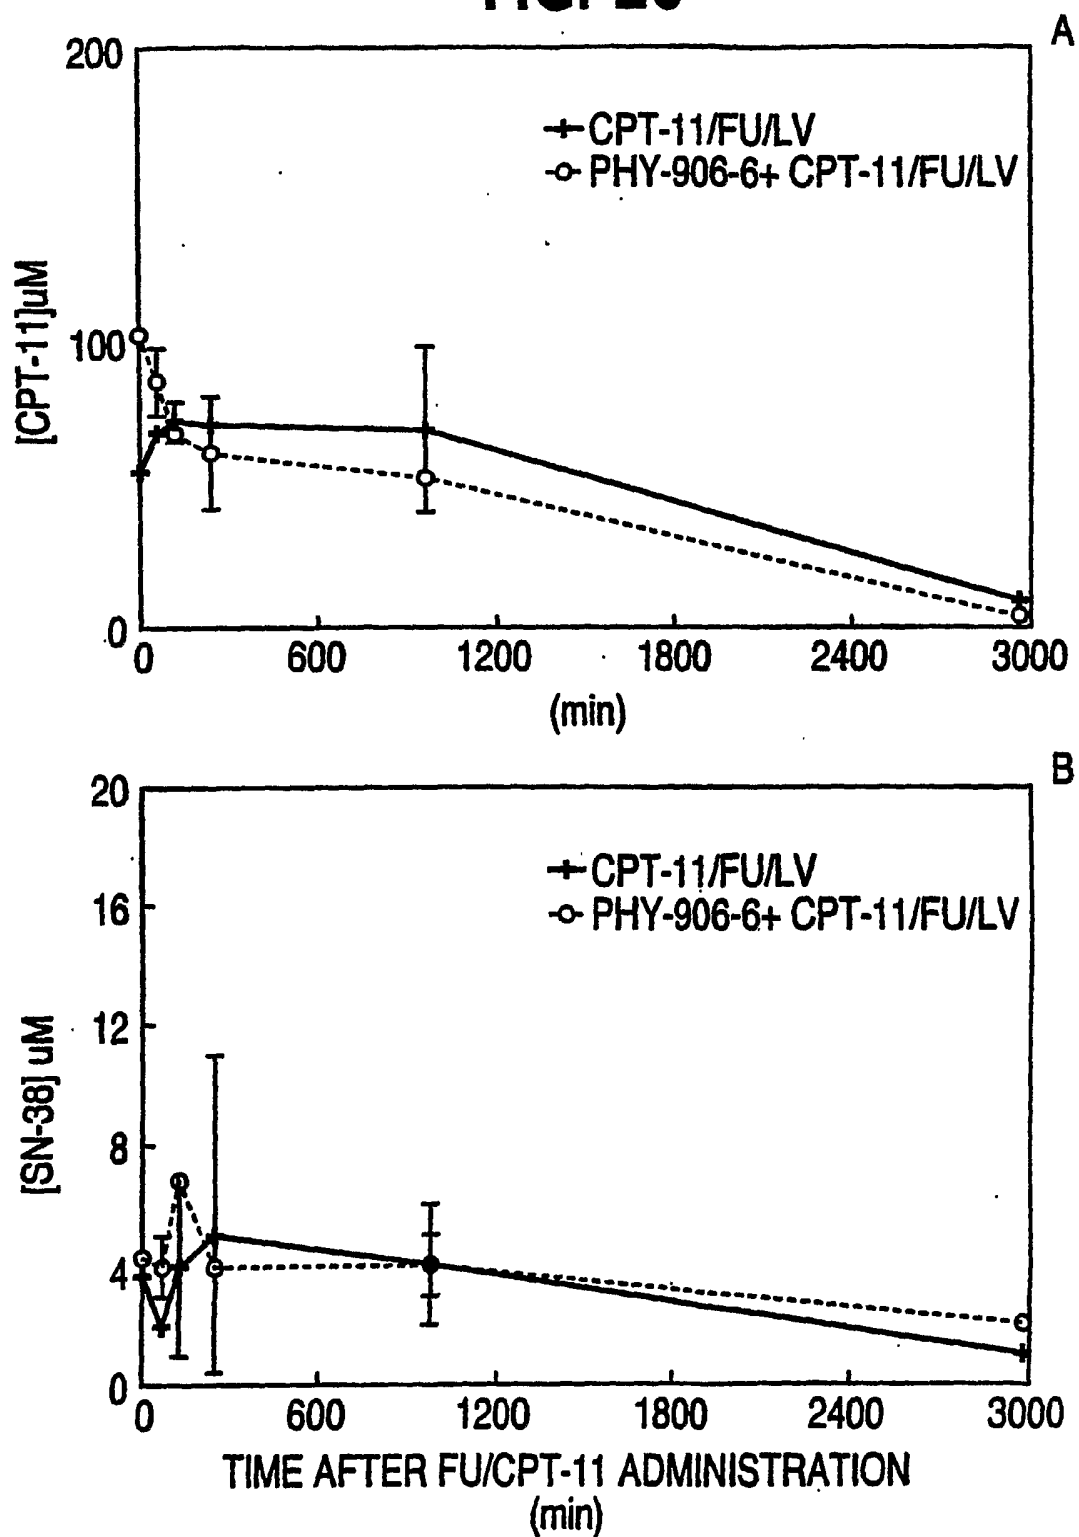 A
200
CPT-11/FU/LV
PHY-906-6+ CPT-11/FU/LV
[CPT-11]uM
100
0
0 600 1200 1800 2400 3000
(min)
B
20
CPT-11/FU/LV
16
PHY-906-6+ CPT-11/FU/LV
[SN-38] uM
12
8
4
0
0 600 1200 1800 2400 3000
TIME AFTER FU/CPT-11 ADMINISTRATION
(min)